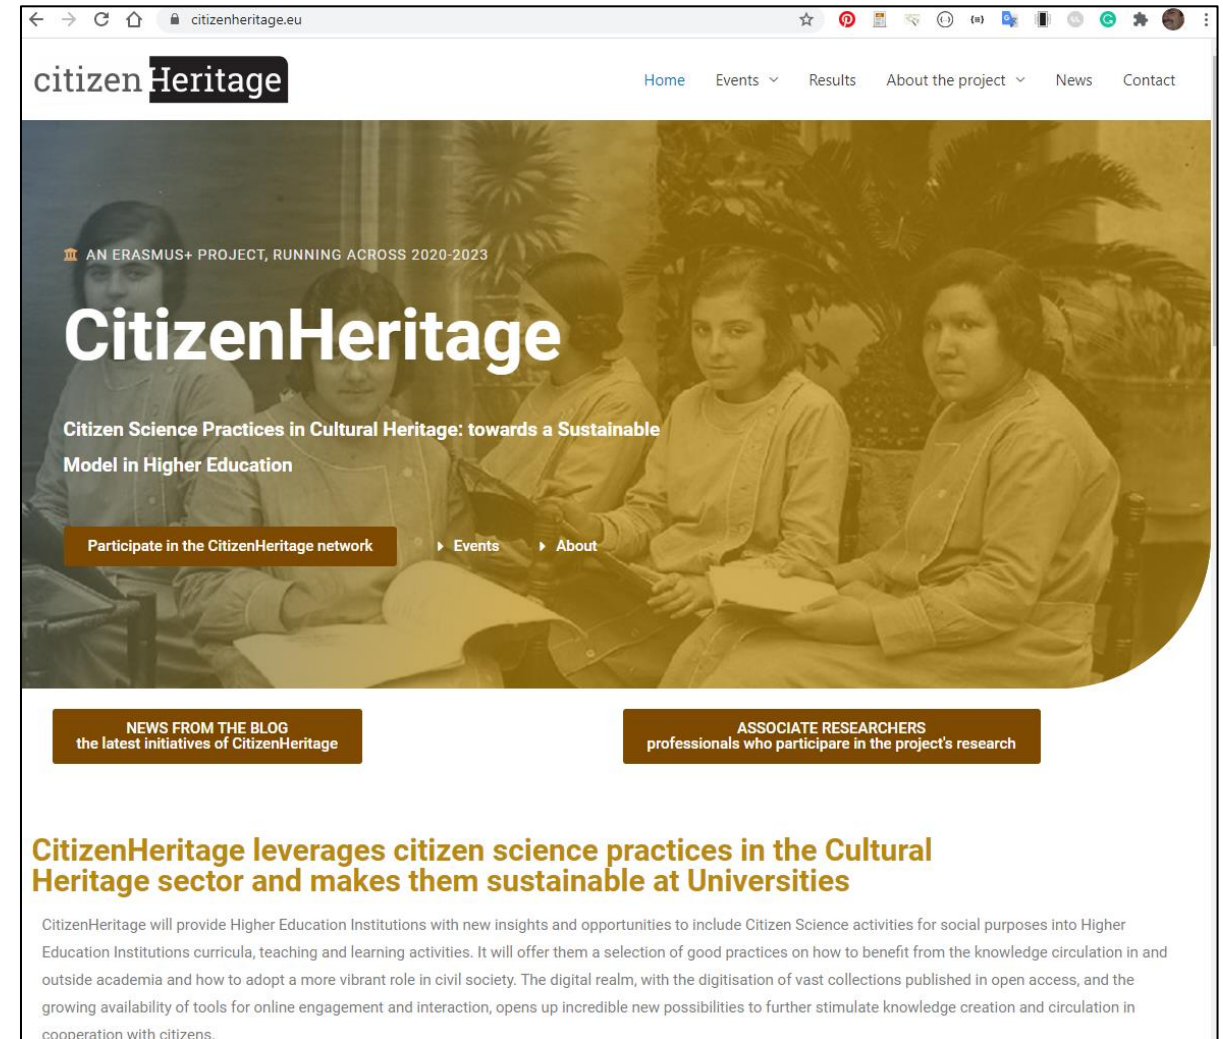 citizenheritage.eu
citizen Heritage
Home Events Results About the project News Contact
AN ERASMUS+ PROJECT, RUNNING ACROSS 2020-2023
CitizenHeritage
Citizen Science Practices in Cultural Heritage: towards a Sustainable
Model in Higher Education
Participate in the CitizenHeritage network Events About
NEWS FROM THE BLOG
the latest initiatives of CitizenHeritage
ASSOCIATE RESEARCHERS
professionals who participare in the project's research
CitizenHeritage leverages citizen science practices in the Cultural
Heritage sector and makes them sustainable at Universities
CitizenHeritage will provide Higher Education Institutions with new insights and opportunities to include Citizen Science activities for social purposes into Higher
Education Institutions curricula, teaching and learning activities. It will offer them a selection of good practices on how to benefit from the knowledge circulation in and
outside academia and how to adopt a more vibrant role in civil society. The digital realm, with the digitisation of vast collections published in open access, and the
growing availability of tools for online engagement and interaction, opens up incredible new possibilities to further stimulate knowledge creation and circulation in
cooperation with citizens.